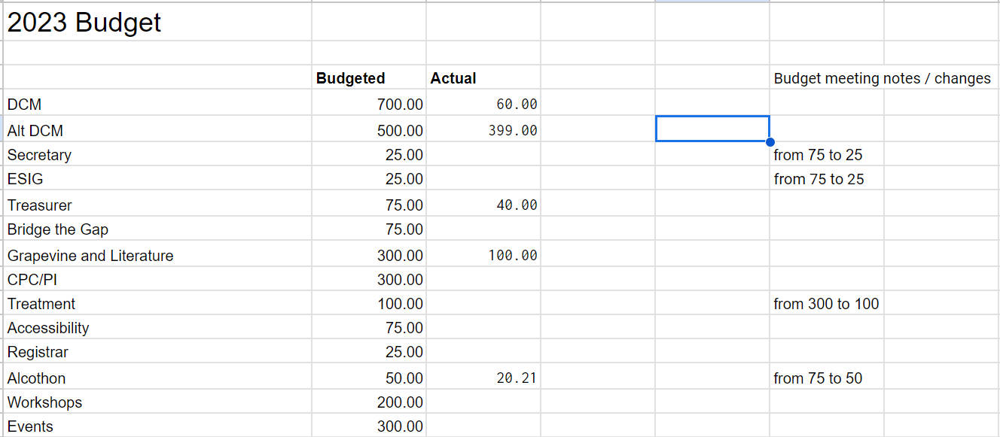 2023 Budget
Budgeted Actual Budget meeting notes / changes
DCM 700.00 60.00
Alt DCM 500.00 399.00
Secretary 25.00 from 75 to 25
ESIG 25.00 from 75 to 25
Treasurer 75.00 40.00
Bridge the Gap 75.00
Grapevine and Literature 300.00 100.00
CPC/PI 300.00
Treatment 100.00 from 300 to 100
Accessibility 75.00
Registrar 25.00
Alcothon 50.00 20.21 from 75 to 50
Workshops 200.00
Events 300.00